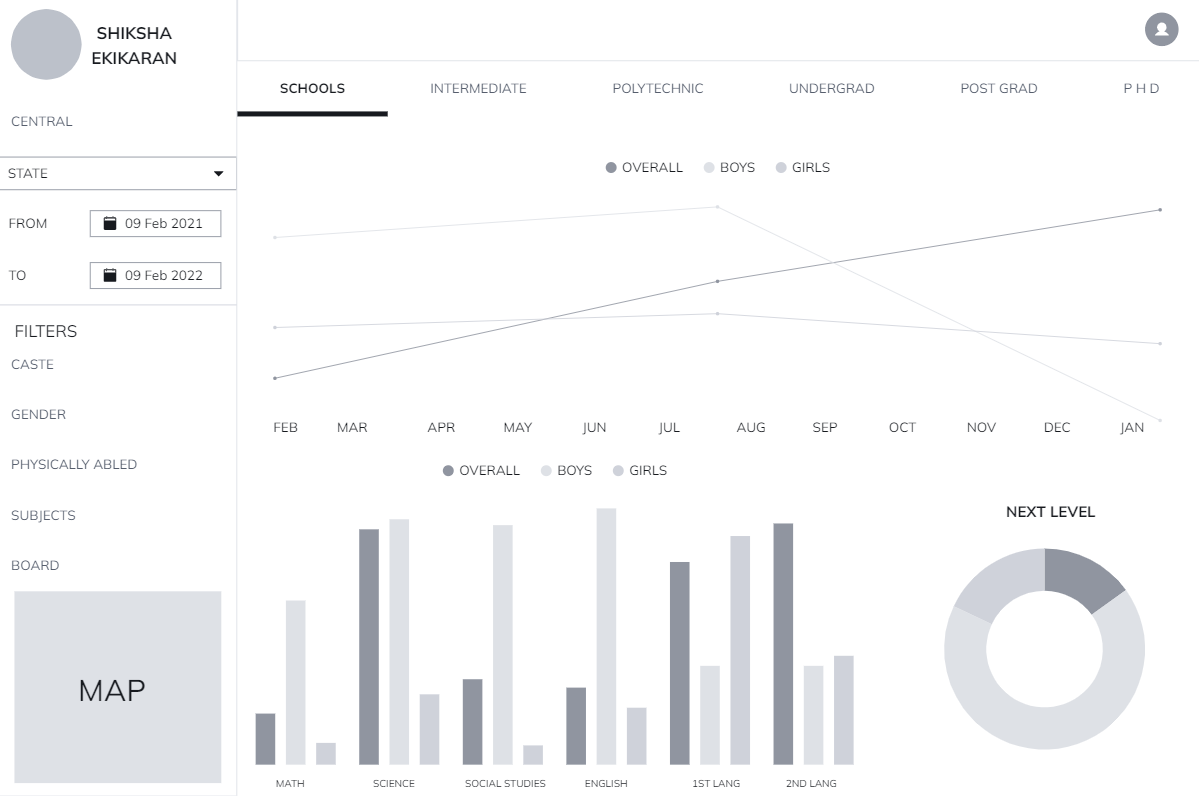 SHIKSHA
EKIKARAN
CENTRAL
STATE
FROM 09 Feb 2021
TO 09 Feb 2022
FILTERS
CASTE
GENDER
PHYSICALLY ABLED
SUBJECTS
BOARD
MAP
SCHOOLS INTERMEDIATE POLYTECHNIC UNDERGRAD POST GRAD P H D
OVERALL BOYS GIRLS
FEB MAR APR MAY JUN JUL AUG SEP OCT NOV DEC JAN
OVERALL BOYS GIRLS
MATH SCIENCE SOCIAL STUDIES ENGLISH 1ST LANG 2ND LANG
NEXT LEVEL